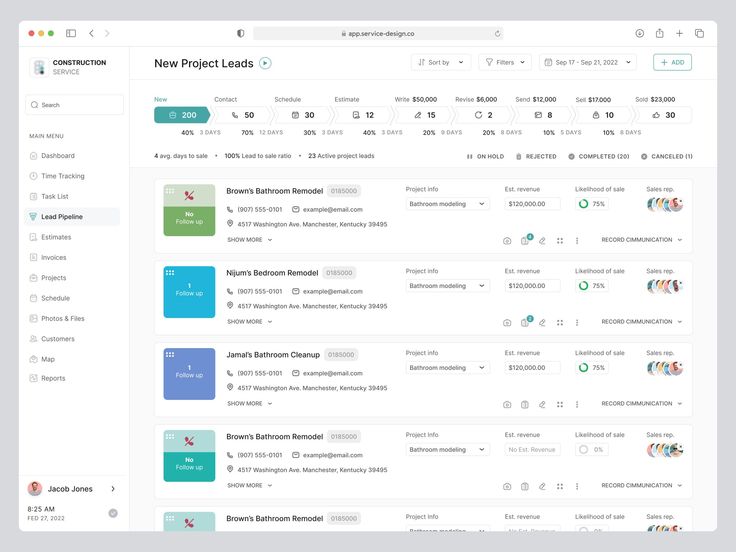 app.service-design.co
CONSTRUCTION
SERVICE
Search
MAIN MENU
Dashboard
Time Tracking
Task List
Lead Pipeline
Estimates
Invoices
Projects
Schedule
Photos & Files
Customers
Map
Reports
Jacob Jones
8:25 AM
FED 27, 2022
New Project Leads
Sort by
Filters
Sep 17 - Sep 21, 2022
+ ADD
New Contact Schedule Estimate Write $50,000 Revise $6,000 Send $12,000 Sell $17.000 Sold $23.000
200 50 30 12 15 2 8 10 30
40% 3 DAYS 70% 12 DAYS 30% 3 DAYS 40% 2 DAYS 20% 9 DAYS 20% 8 DAYS 10% 5 DAYS 10% 8 DAYS
4 avg. days to sale • 100% Lead to sale ratio • 23 Active project leads
ON HOLD REJECTED COMPLETED (20) CANCELED (1)
No
Follow up
Brown's Bathroom Remodel 0185000
(907) 555-0101 example@email.com
4517 Washington Ave. Manchester, Kentucky 39495
SHOW MORE
Project info Est. revenue Likelihood of sale Sales rep.
Bathroom modeling $120,000.00 75%
4
RECORD CIMMUNICATION
1
Follow up
Nijum's Bedroom Remodel 0185000
(907) 555-0101 example@email.com
4517 Washington Ave. Manchester, Kentucky 39495
SHOW MORE
Project info Est. revenue Likelihood of sale Sales rep.
Bathroom modeling $120,000.00 75%
2
RECORD CIMMUNICATION
1
Follow up
Jamal's Bathroom Cleanup 0185000
(907) 555-0101 example@email.com
4517 Washington Ave. Manchester, Kentucky 39495
SHOW MORE
Project info Est. revenue Likelihood of sale Sales rep.
Bathroom modeling $120,000.00 75%
RECORD CIMMUNICATION
No
Follow up
Brown's Bathroom Remodel 0185000
(907) 555-0101 example@email.com
4517 Washington Ave. Manchester, Kentucky 39495
SHOW MORE
Project Info Est. revenue Likelihood of sale Sales rep.
Bathroom modeling No Est. Revenue 0%
RECORD CIMMUNICATION
Brown's Bathroom Remodel 0185000
Project info Est. revenue Likelihood of sale Sales rep.
Bathroom modeling No Est. Revenue 0%